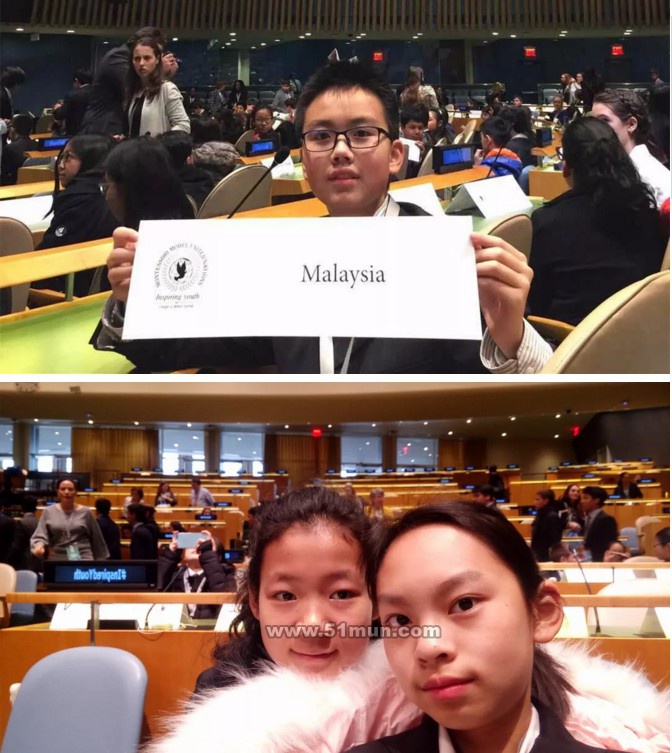 MONTESSORI MODEL UNITED NATIONS
Malaysia
Inspiring youth
www.51mun.com
#InspiredYouth